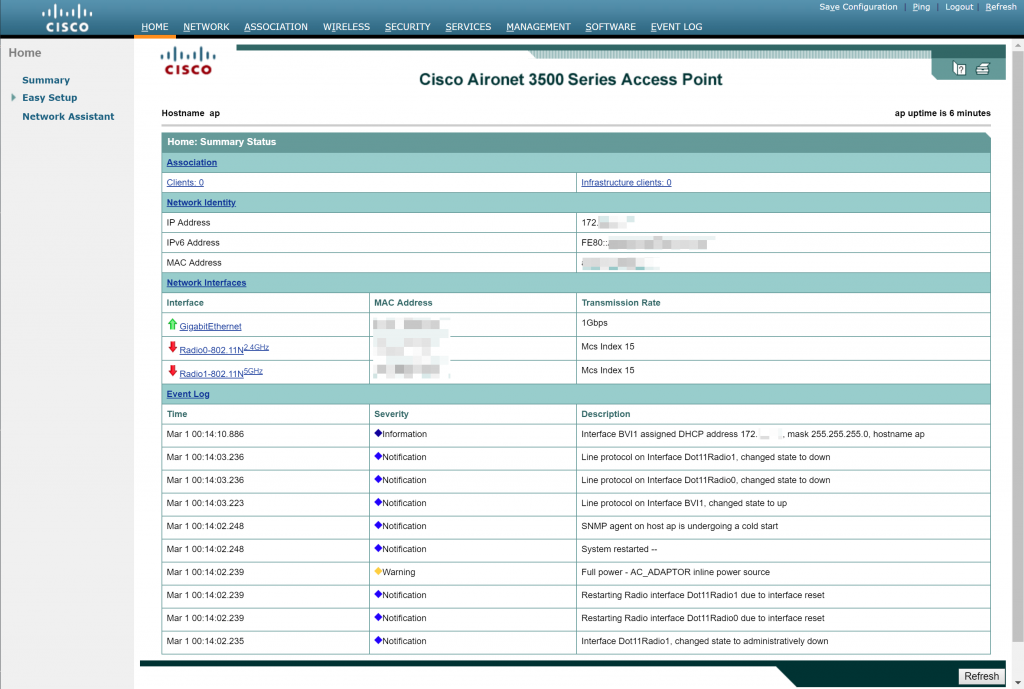 Save Configuration | Ping | Logout | Refresh
CISCO
HOME NETWORK ASSOCIATION WIRELESS SECURITY SERVICES MANAGEMENT SOFTWARE EVENT LOG
Home
Summary
Easy Setup
Network Assistant
CISCO
Cisco Aironet 3500 Series Access Point
Hostname ap
ap uptime is 6 minutes
Home: Summary Status
Association
Clients: 0 Infrastructure clients: 0
Network Identity
IP Address 172.
IPv6 Address FE80::
MAC Address
Network Interfaces
Interface MAC Address Transmission Rate
GigabitEthernet 1Gbps
Radio0-802.11N2.4GHz Mcs Index 15
Radio1-802.11N5GHz Mcs Index 15
Event Log
Time Severity Description
Mar 1 00:14:10.886 Information Interface BVI1 assigned DHCP address 172. , mask 255.255.255.0, hostname ap
Mar 1 00:14:03.236 Notification Line protocol on Interface Dot11Radio1, changed state to down
Mar 1 00:14:03.236 Notification Line protocol on Interface Dot11Radio0, changed state to down
Mar 1 00:14:03.223 Notification Line protocol on Interface BVI1, changed state to up
Mar 1 00:14:02.248 Notification SNMP agent on host ap is undergoing a cold start
Mar 1 00:14:02.248 Notification System restarted --
Mar 1 00:14:02.239 Warning Full power - AC_ADAPTOR inline power source
Mar 1 00:14:02.239 Notification Restarting Radio interface Dot11Radio1 due to interface reset
Mar 1 00:14:02.239 Notification Restarting Radio interface Dot11Radio0 due to interface reset
Mar 1 00:14:02.235 Notification Interface Dot11Radio1, changed state to administratively down
Refresh